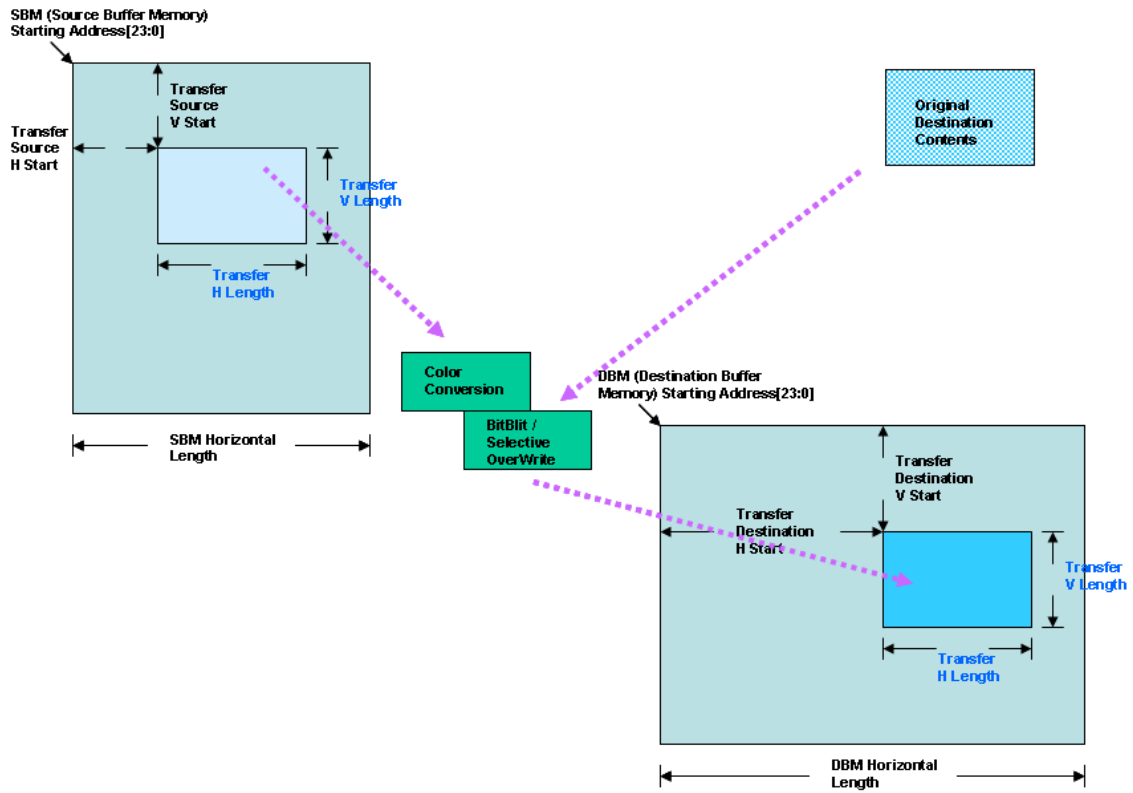 SBM (Source Buffer Memory)
Starting Address[23:0]
Transfer
Source
V Start
Transfer
Source
H Start
Transfer
V Length
Transfer
H Length
SBM Horizontal
Length
Original
Destination
Contents
Color
Conversion
BitBlit /
Selective
OverWrite
DBM (Destination Buffer
Memory) Starting Address[23:0]
Transfer
Destination
V Start
Transfer
Destination
H Start
Transfer
V Length
Transfer
H Length
DBM Horizontal
Length